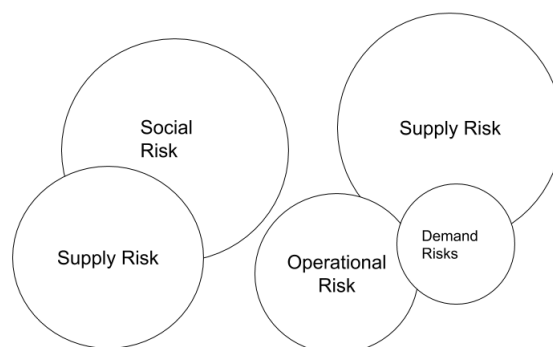 Social
Risk
Supply Risk
Supply Risk
Operational
Risk
Demand
Risks